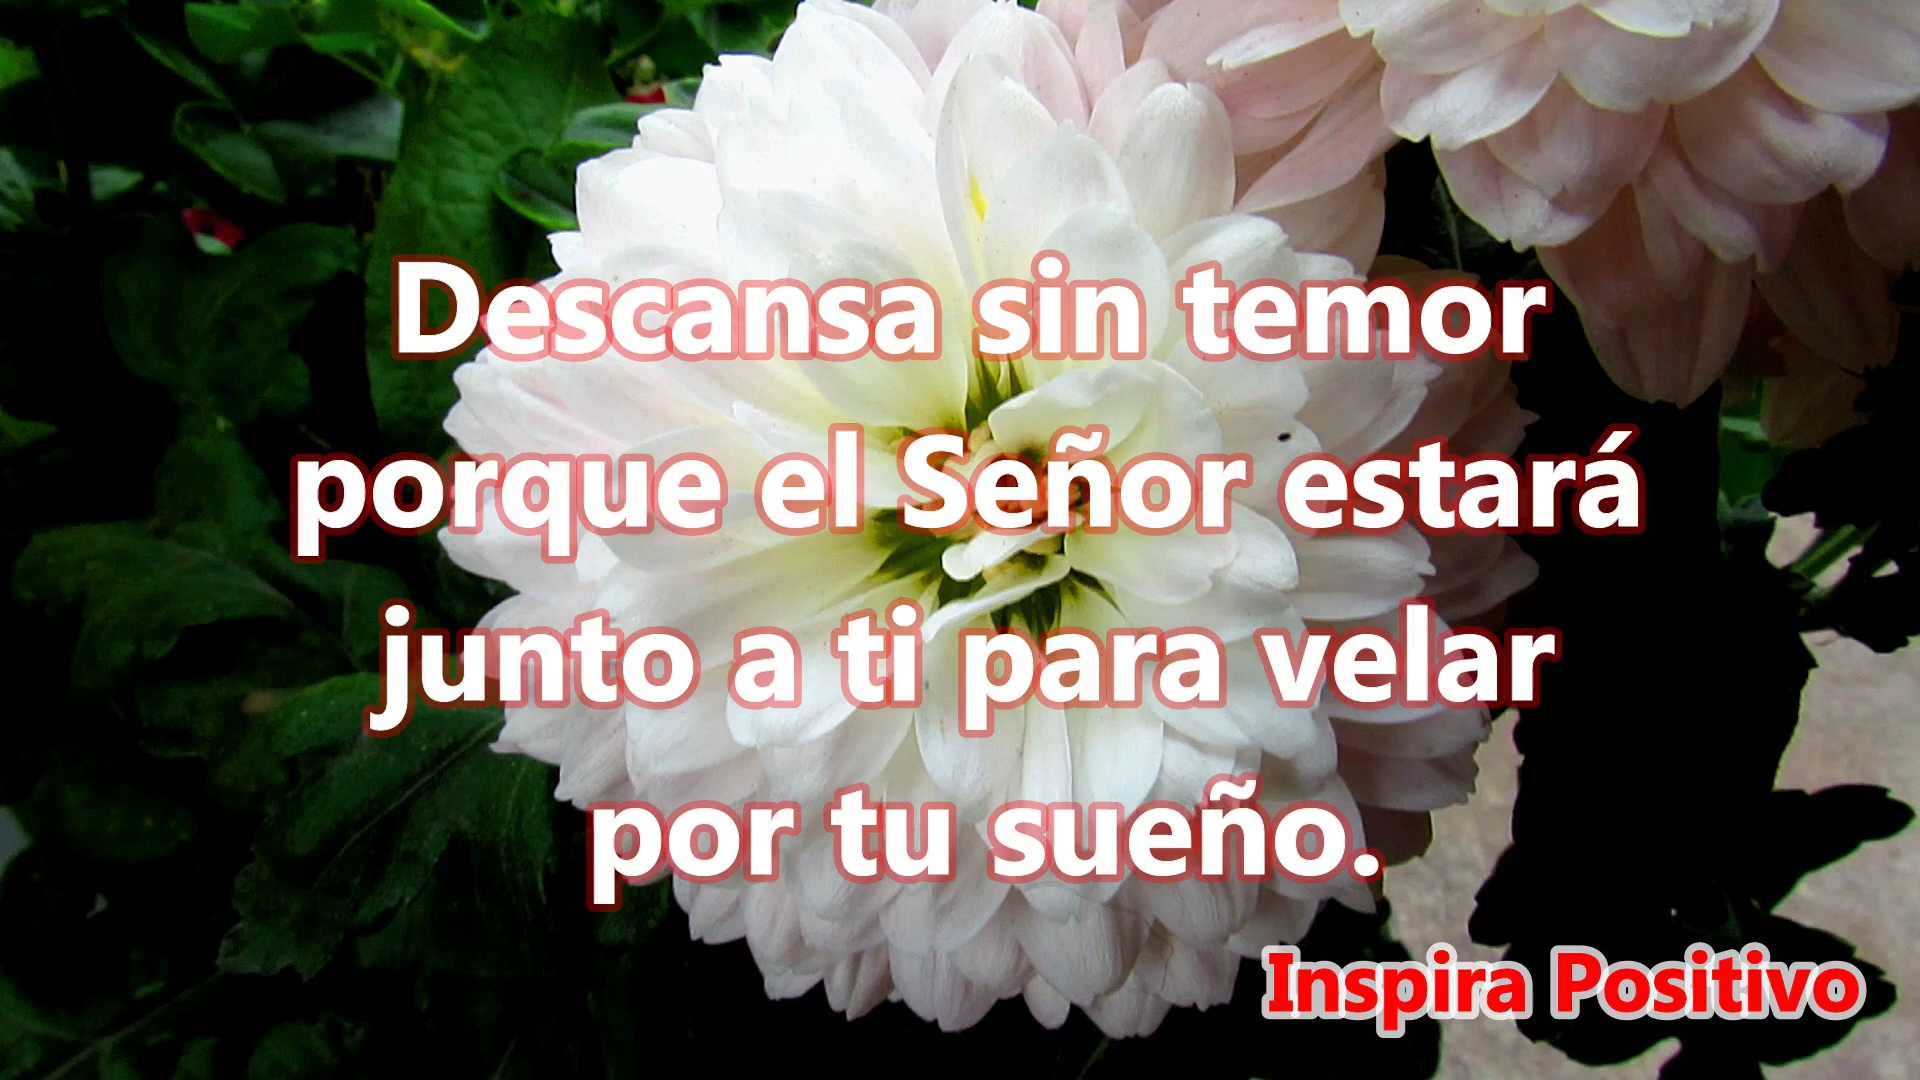 Descansa sin temor
porque el Señor estará
junto a ti para velar
por tu sueño.
Inspira Positivo